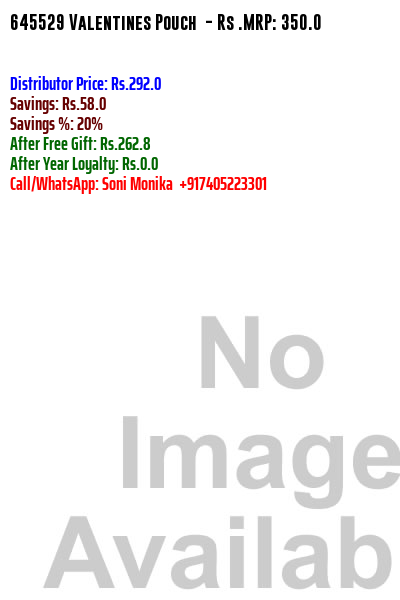 645529 Valentines Pouch - Rs .MRP: 350.0
Distributor Price: Rs.292.0
Savings: Rs.58.0
Savings %: 20%
After Free Gift: Rs.262.8
After Year Loyalty: Rs.0.0
Call/WhatsApp: Soni Monika +917405223301
No
Image
Availab